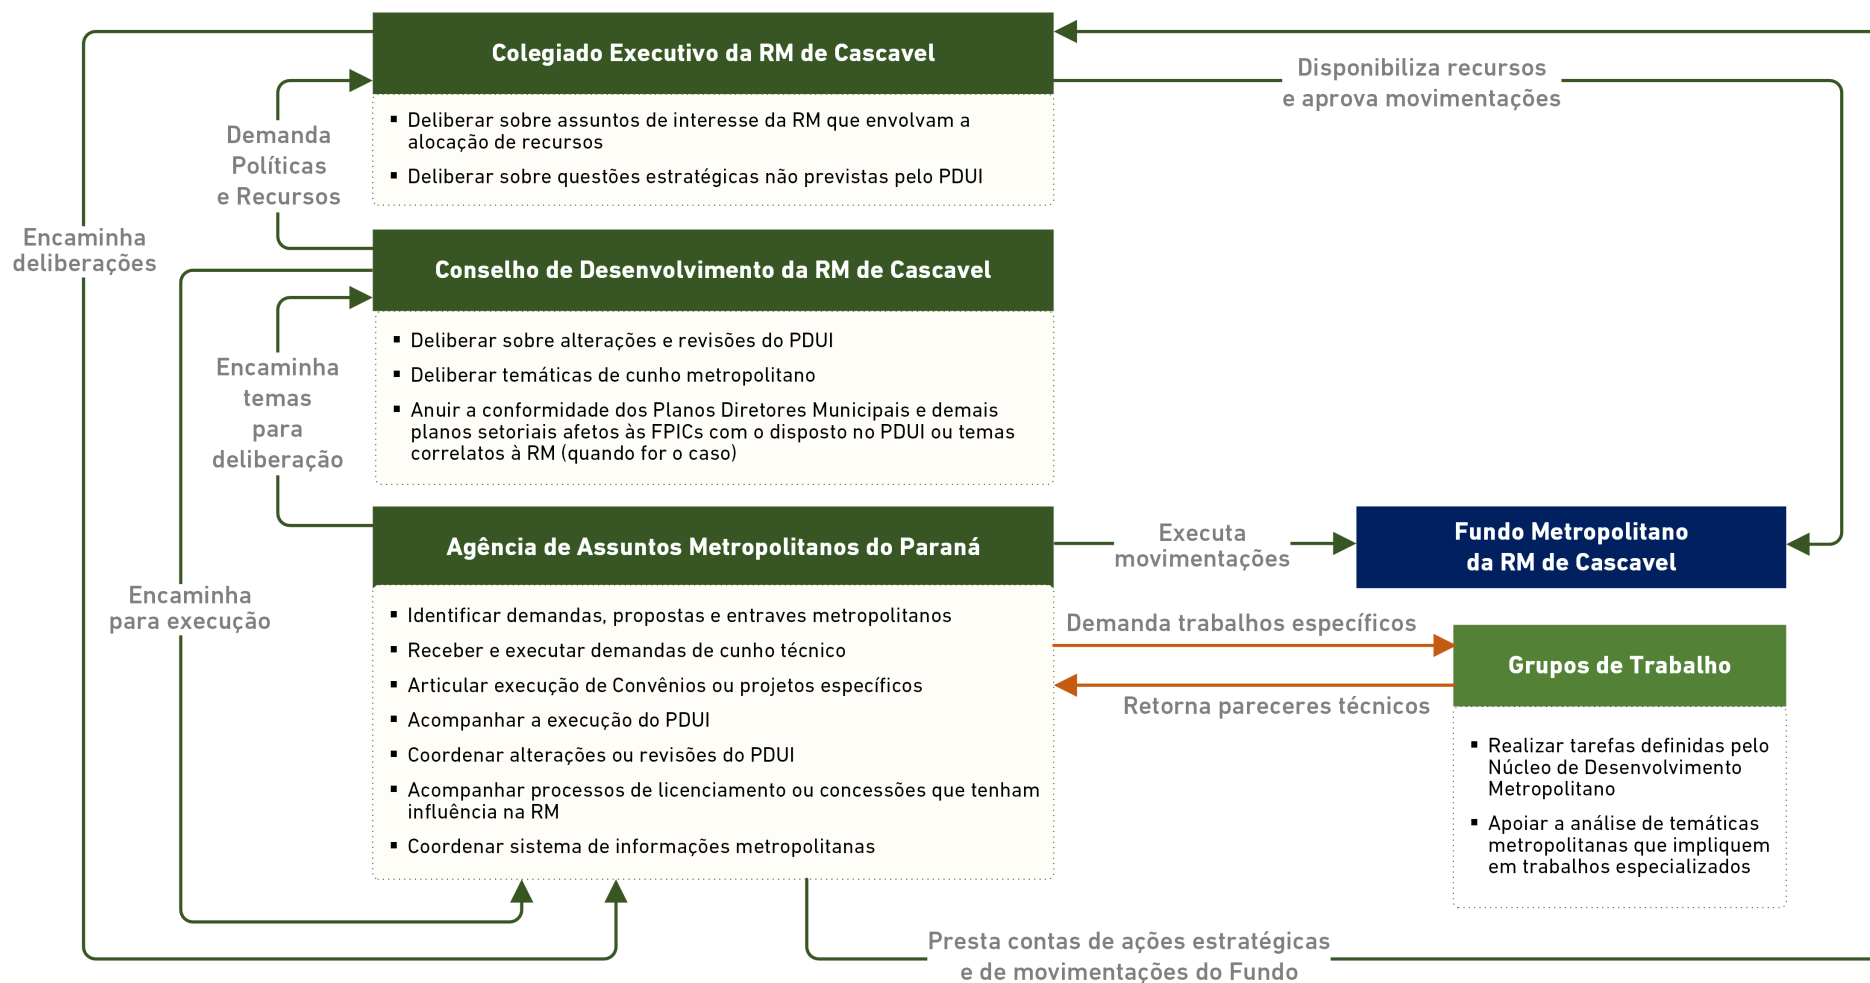 Colegiado Executivo da RM de Cascavel
▪ Deliberar sobre assuntos de interesse da RM que envolvam a
alocação de recursos
▪ Deliberar sobre questões estratégicas não previstas pelo PDUI
Disponibiliza recursos
e aprova movimentações
Demanda
Políticas
e Recursos
Encaminha
deliberações
Conselho de Desenvolvimento da RM de Cascavel
▪ Deliberar sobre alterações e revisões do PDUI
▪ Deliberar temáticas de cunho metropolitano
▪ Anuir a conformidade dos Planos Diretores Municipais e demais
planos setoriais afetos às FPICs com o disposto no PDUI ou temas
correlatos à RM (quando for o caso)
Encaminha
temas
para
deliberação
Encaminha
para execução
Agência de Assuntos Metropolitanos do Paraná
▪ Identificar demandas, propostas e entraves metropolitanos
▪ Receber e executar demandas de cunho técnico
▪ Articular execução de Convênios ou projetos específicos
▪ Acompanhar a execução do PDUI
▪ Coordenar alterações ou revisões do PDUI
▪ Acompanhar processos de licenciamento ou concessões que tenham
influência na RM
▪ Coordenar sistema de informações metropolitanas
Executa
movimentações
Fundo Metropolitano
da RM de Cascavel
Demanda trabalhos específicos
Retorna pareceres técnicos
Grupos de Trabalho
▪ Realizar tarefas definidas pelo
Núcleo de Desenvolvimento
Metropolitano
▪ Apoiar a análise de temáticas
metropolitanas que impliquem
em trabalhos especializados
Presta contas de ações estratégicas
e de movimentações do Fundo